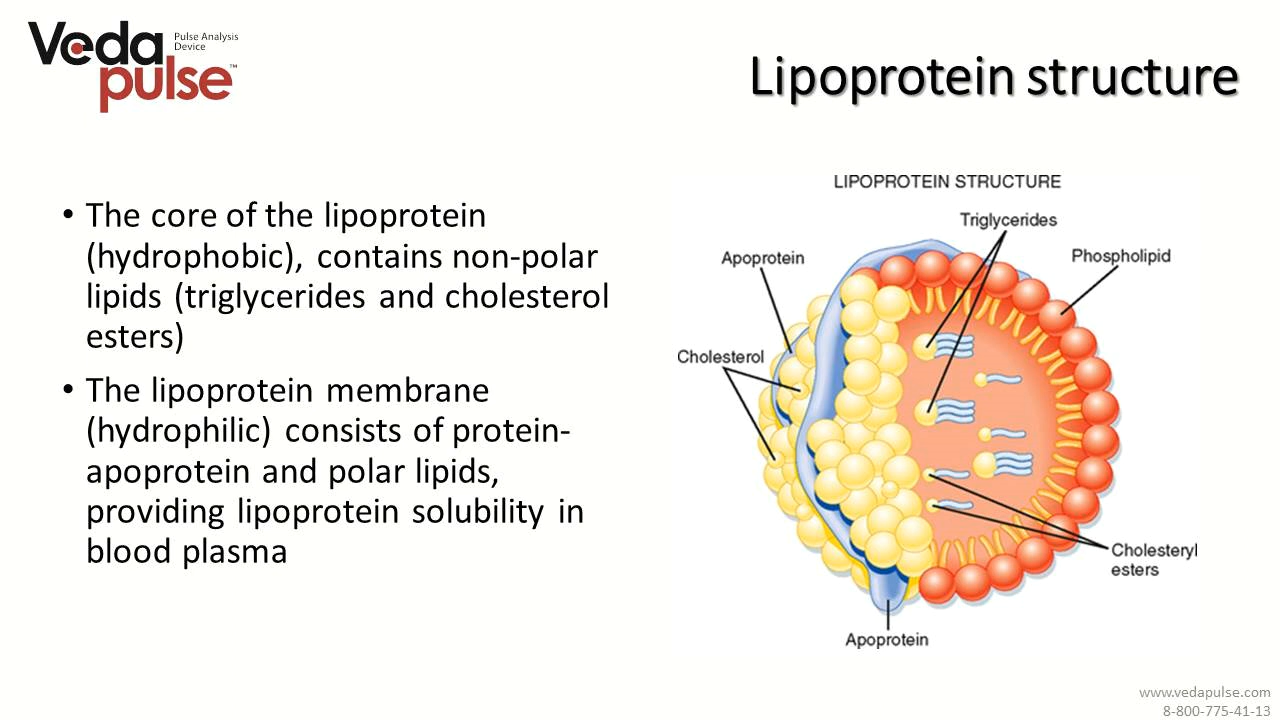 Veda
pulse™
Pulse Analysis
Device
Lipoprotein structure
• The core of the lipoprotein
(hydrophobic), contains non-polar
lipids (triglycerides and cholesterol
esters)
• The lipoprotein membrane
(hydrophilic) consists of protein-
apoprotein and polar lipids,
providing lipoprotein solubility in
blood plasma
LIPOPROTEIN STRUCTURE
Triglycerides
Apoprotein
Phospholipid
Cholesterol
Cholesteryl
esters
Apoprotein
www.vedapulse.com
8-800-775-41-13